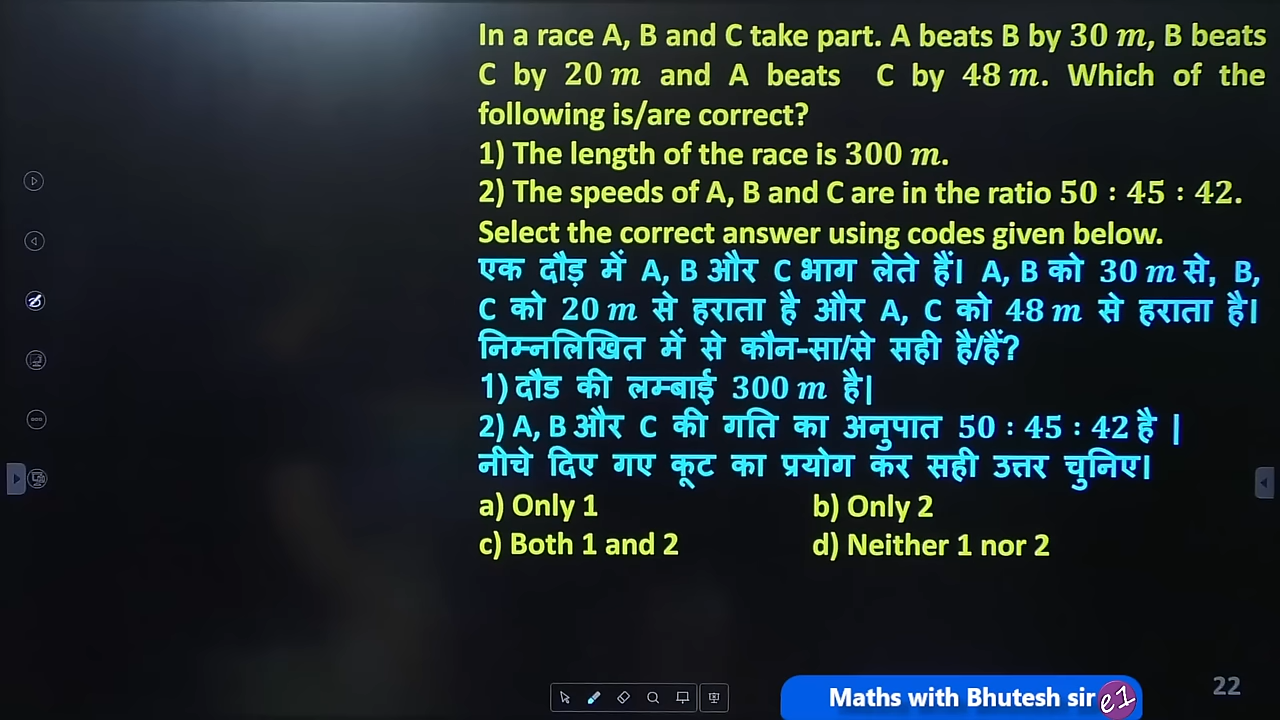 In a race A, B and C take part. A beats B by 30 m, B beats
C by 20 m and A beats C by 48 m. Which of the
following is/are correct?
1) The length of the race is 300 m.
2) The speeds of A, B and C are in the ratio 50 : 45 : 42.
Select the correct answer using codes given below.
एक दौड़ में A, B और C भाग लेते हैं। A, B को 30 m से, B,
C को 20 m से हराता है और A, C को 48 m से हराता है।
निम्नलिखित में से कौन-सा/से सही है/हैं?
1) दौड की लम्बाई 300 m है|
2) A, B और C की गति का अनुपात 50 : 45 : 42 है |
नीचे दिए गए कूट का प्रयोग कर सही उत्तर चुनिए।
a) Only 1 b) Only 2
c) Both 1 and 2 d) Neither 1 nor 2
Maths with Bhutesh sir e1
22